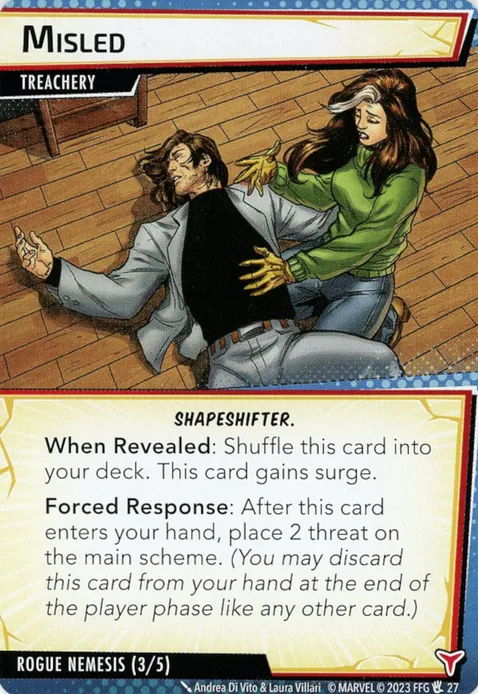 MISLED
TREACHERY
SHAPESHIFTER.
When Revealed: Shuffle this card into
your deck. This card gains surge.
Forced Response: After this card
enters your hand, place 2 threat on
the main scheme. (You may discard
this card from your hand at the end of
the player phase like any other card.)
ROGUE NEMESIS (3/5)
Andrea Di Vito & Laura Villari © MARVEL © 2023 FFG 27